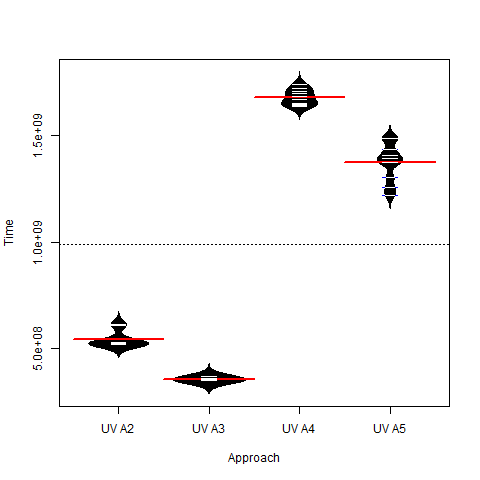 Time
1.5e+09
1.0e+09
5.0e+08
UV A2 UV A3 UV A4 UV A5
Approach